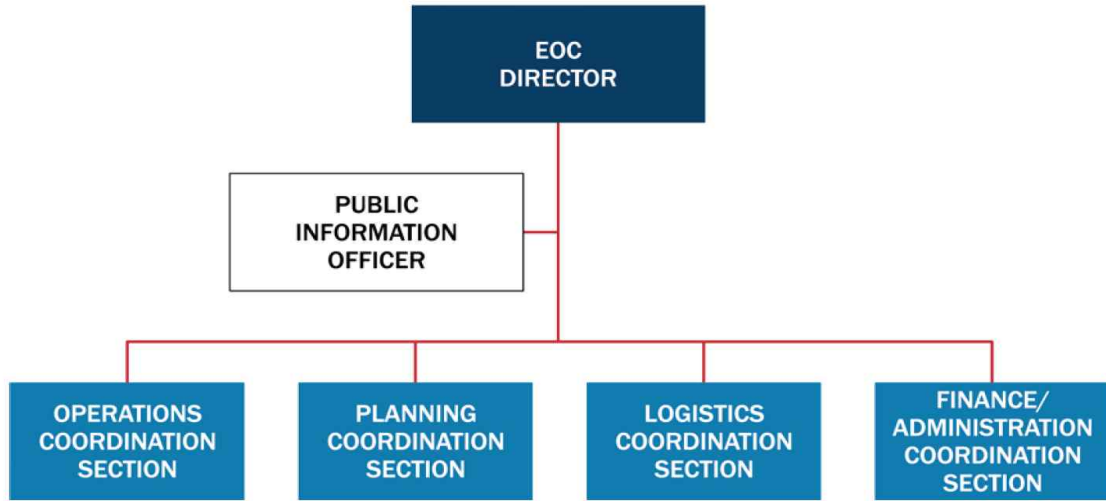 EOC
DIRECTOR
PUBLIC
INFORMATION
OFFICER
OPERATIONS
COORDINATION
SECTION
PLANNING
COORDINATION
SECTION
LOGISTICS
COORDINATION
SECTION
FINANCE/
ADMINISTRATION
COORDINATION
SECTION